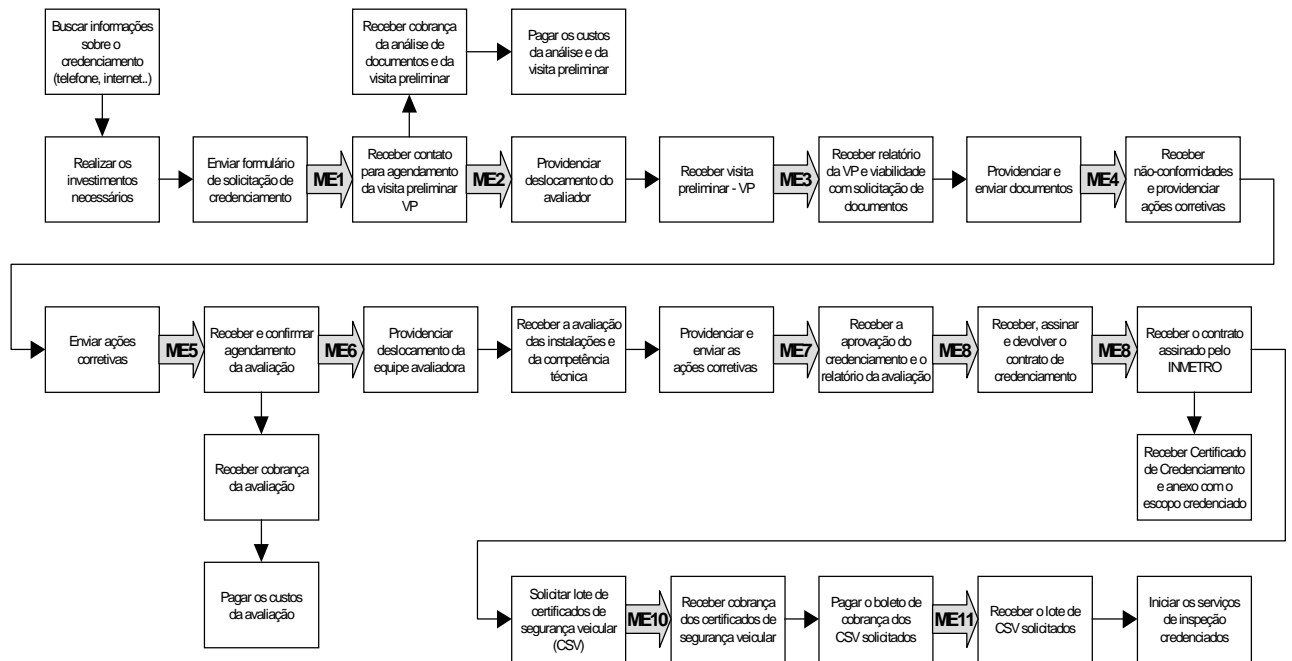 Buscar informações
sobre o
credenciamento
(telefone, internet..)
Receber cobrança
da análise de
documentos e da
visita preliminar
Pagar os custos
da análise e da
visita preliminar
Realizar os
investimentos
necessários
Enviar formulário
de solicitação de
credenciamento
ME1
Receber contato
para agendamento
da visita preliminar
VP
ME2
Providenciar
deslocamento do
avaliador
Receber visita
preliminar - VP
ME3
Receber relatório
da VP e viabilidade
com solicitação de
documentos
Providenciar e
enviar documentos
ME4
Receber
não-conformidades
e providenciar
ações corretivas
Enviar ações
corretivas
ME5
Receber e confirmar
agendamento
da avaliação
ME6
Providenciar
deslocamento da
equipe avaliadora
Receber a avaliação
das instalações e
da competência
técnica
Providenciar e
enviar as
ações corretivas
ME7
Receber a
aprovação do
credenciamento e o
relatório da avaliação
ME8
Receber, assinar
e devolver o
contrato de
credenciamento
ME8
Receber o contrato
assinado pelo
INMETRO
Receber cobrança
da avaliação
Receber Certificado
de Credenciamento
e anexo com o
escopo credenciado
Pagar os custos
da avaliação
Solicitar lote de
certificados de
segurança veicular
(CSV)
ME10
Receber cobrança
dos certificados de
segurança veicular
Pagar o boleto de
cobrança dos
CSV solicitados
ME11
Receber o lote de
CSV solicitados
Iniciar os serviços
de inspeção
credenciados